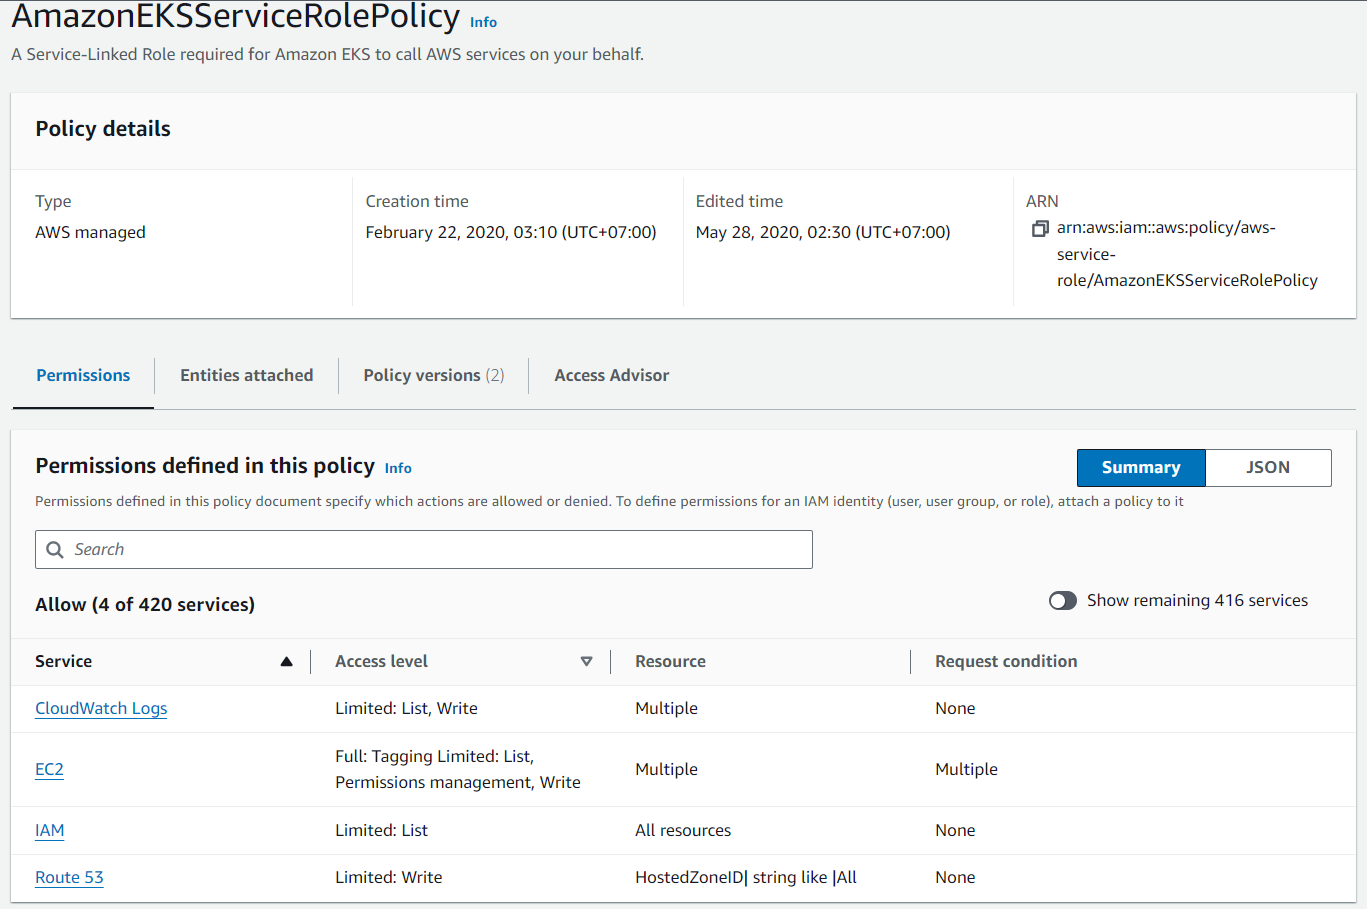 AmazonEKSServiceRolePolicy Info
A Service-Linked Role required for Amazon EKS to call AWS services on your behalf.
Policy details
Type
AWS managed
Creation time
February 22, 2020, 03:10 (UTC+07:00)
Edited time
May 28, 2020, 02:30 (UTC+07:00)
ARN
arn:aws:iam::aws:policy/aws-
service-
role/AmazonEKSServiceRolePolicy
Permissions Entities attached Policy versions (2) Access Advisor
Permissions defined in this policy Info
Summary JSON
Permissions defined in this policy document specify which actions are allowed or denied. To define permissions for an IAM identity (user, user group, or role), attach a policy to it
Search
Allow (4 of 420 services)
Show remaining 416 services
Service Access level Resource Request condition
CloudWatch Logs Limited: List, Write Multiple None
EC2
Full: Tagging Limited: List,
Permissions management, Write
Multiple Multiple
IAM Limited: List All resources None
Route 53 Limited: Write HostedZoneID| string like |All None